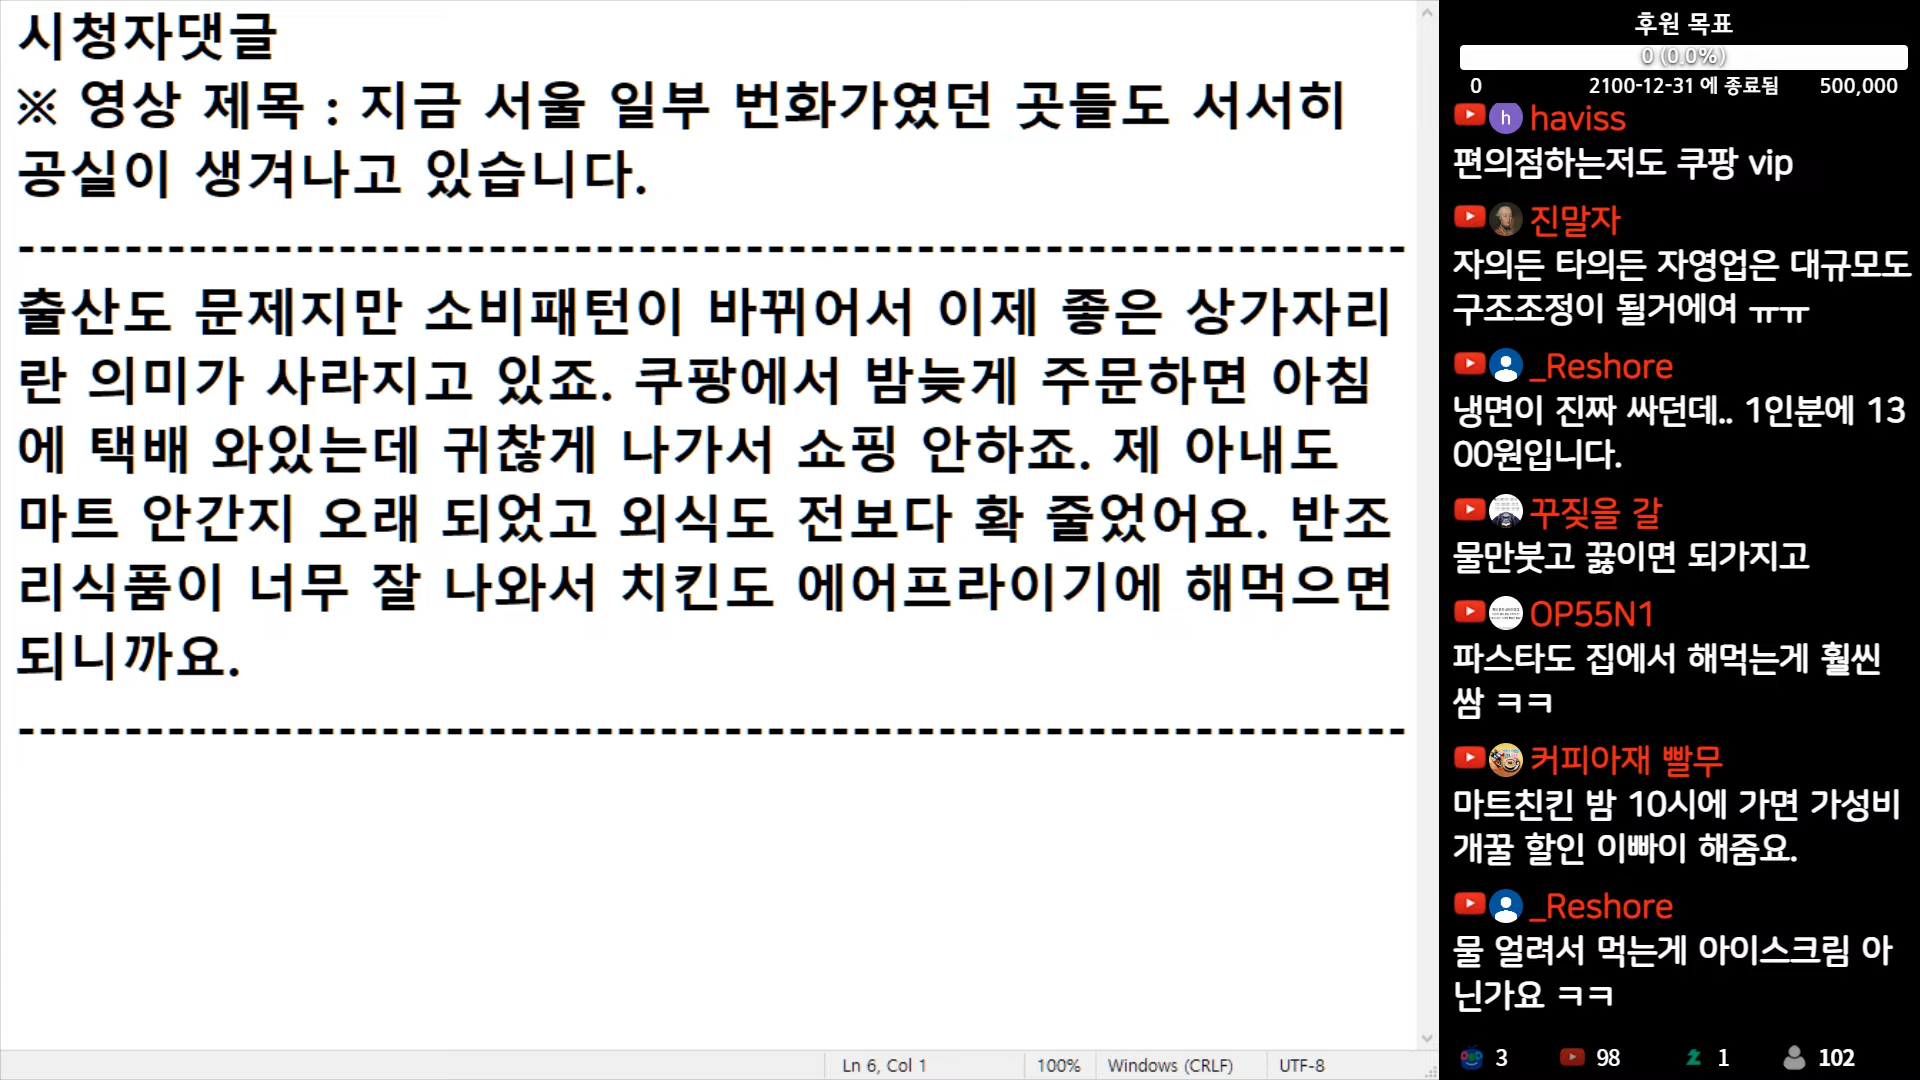 시청자댓글
※ 영상 제목 : 지금 서울 일부 번화가였던 곳들도 서서히
공실이 생겨나고 있습니다.
------------------------------------------------------------------
출산도 문제지만 소비패턴이 바뀌어서 이제 좋은 상가자리
란 의미가 사라지고 있죠. 쿠팡에서 밤늦게 주문하면 아침
에 택배 와있는데 귀찮게 나가서 쇼핑 안하죠. 제 아내도
마트 안간지 오래 되었고 외식도 전보다 확 줄었어요. 반조
리식품이 너무 잘 나와서 치킨도 에어프라이기에 해먹으면
되니까요.
------------------------------------------------------------------
Ln 6, Col 1 100% Windows (CRLF) UTF-8
후원 목표
0 (0.0%)
0 2100-12-31 에 종료됨 500,000
h haviss
편의점하는저도 쿠팡 vip
진말자
자의든 타의든 자영업은 대규모도
구조조정이 될거에여 ㅠㅠ
_Reshore
냉면이 진짜 싸던데.. 1인분에 13
00원입니다.
꾸짖을 갈
물만붓고 끓이면 되가지고
OP55N1
파스타도 집에서 해먹는게 훨씬
쌈 ㅋㅋ
커피아재 빨무
마트친킨 밤 10시에 가면 가성비
개꿀 할인 이빠이 해줌요.
_Reshore
물 얼려서 먹는게 아이스크림 아
닌가요 ㅋㅋ
3 98 1 102